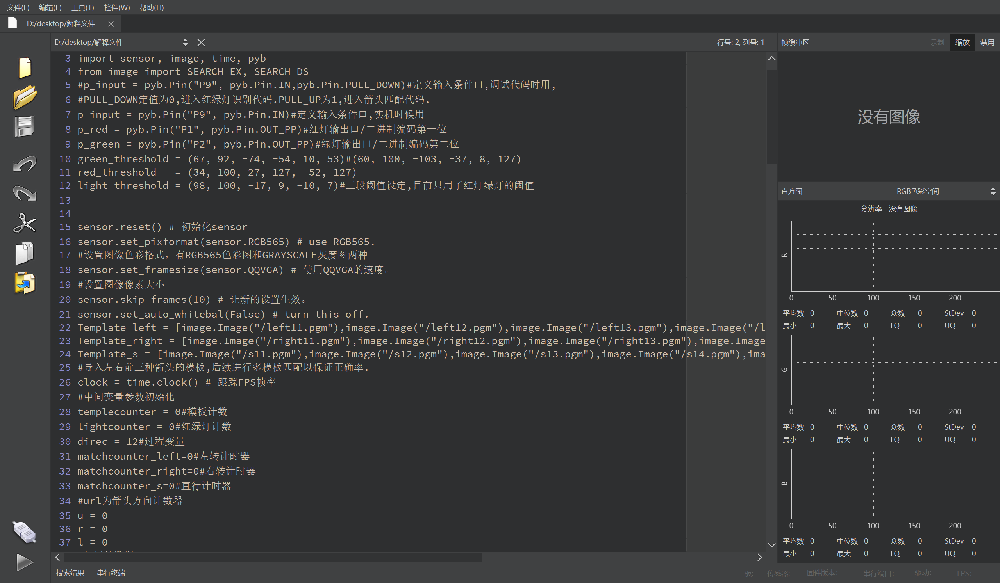 文件(F) 编辑(E) 工具(T) 控件(W) 帮助(H)
D:/desktop/解释文件
D:/desktop/解释文件 行号: 2, 列号: 1
3 import sensor, image, time, pyb
4 from image import SEARCH_EX, SEARCH_DS
5 #p_input = pyb.Pin("P9", pyb.Pin.IN,pyb.Pin.PULL_DOWN)#定义输入条件口,调试代码时用,
6 #PULL_DOWN定值为0,进入红绿灯识别代码.PULL_UP为1,进入箭头匹配代码.
7 p_input = pyb.Pin("P9", pyb.Pin.IN)#定义输入条件口,实机时候用
8 p_red = pyb.Pin("P1", pyb.Pin.OUT_PP)#红灯输出口/二进制编码第一位
9 p_green = pyb.Pin("P2", pyb.Pin.OUT_PP)#绿灯输出口/二进制编码第二位
10 green_threshold = (67, 92, -74, -54, 10, 53)#(60, 100, -103, -37, 8, 127)
11 red_threshold   = (34, 100, 27, 127, -52, 127)
12 light_threshold = (98, 100, -17, 9, -10, 7)#三段阈值设定,目前只用了红灯绿灯的阈值
13
14
15 sensor.reset() # 初始化sensor
16 sensor.set_pixformat(sensor.RGB565) # use RGB565.
17 #设置图像色彩格式，有RGB565色彩图和GRAYSCALE灰度图两种
18 sensor.set_framesize(sensor.QQVGA) # 使用QQVGA的速度。
19 #设置图像像素大小
20 sensor.skip_frames(10) # 让新的设置生效。
21 sensor.set_auto_whitebal(False) # turn this off.
22 Template_left = [image.Image("/left11.pgm"),image.Image("/left12.pgm"),image.Image("/left13.pgm"),image.Image("/l
23 Template_right = [image.Image("/right11.pgm"),image.Image("/right12.pgm"),image.Image("/right13.pgm"),image.Image
24 Template_s = [image.Image("/s11.pgm"),image.Image("/s12.pgm"),image.Image("/s13.pgm"),image.Image("/s14.pgm"),ima
25 #导入左右前三种箭头的模板,后续进行多模板匹配以保证正确率.
26 clock = time.clock() # 跟踪FPS帧率
27 #中间变量参数初始化
28 templecounter = 0#模板计数
29 lightcounter = 0#红绿灯计数
30 direc = 12#过程变量
31 matchcounter_left=0#左转计时器
32 matchcounter_right=0#右转计时器
33 matchcounter_s=0#直行计时器
34 #url为箭头方向计数器
35 u = 0
36 r = 0
37 l = 0
搜索结果 串行终端
帧缓冲区 录制 缩放 禁用
没有图像
直方图 RGB色彩空间
分辨率 - 没有图像
R
0 50 100 150 200
平均数 0 中位数 0 众数 0 StDev 0
最小 0 最大 0 LQ 0 UQ 0
G
0 50 100 150 200
平均数 0 中位数 0 众数 0 StDev 0
最小 0 最大 0 LQ 0 UQ 0
B
0 50 100 150 200
平均数 0 中位数 0 众数 0 StDev 0
最小 0 最大 0 LQ 0 UQ 0
板: 传感器: 固件版本: 串行端口: 驱动: FPS: